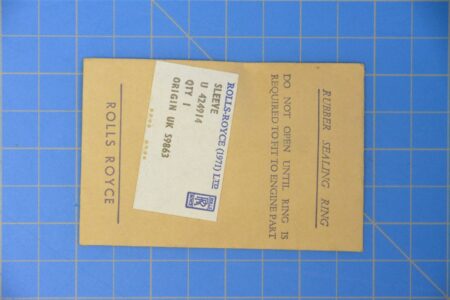 RUBBER SEALING RING
DO NOT OPEN UNTIL RING IS
REQUIRED TO FIT TO ENGINE PART
ROLLS-ROYCE (1971) LTD
SLEEVE
U 424914
QTY 1
ORIGIN UK 59863
ROLLS ROYCE